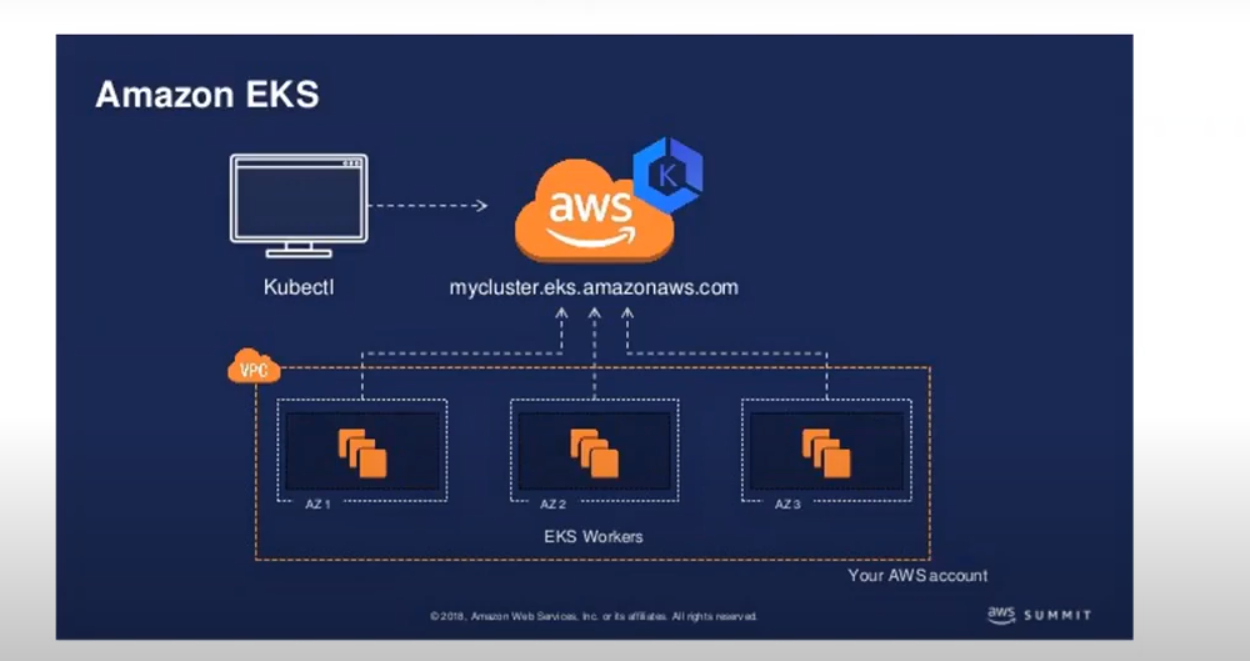 Amazon EKS
K
aws
Kubectl
mycluster.eks.amazonaws.com
VPC
AZ 1
AZ 2
AZ 3
EKS Workers
Your AWS account
© 2018, Amazon Web Services, Inc. or its affiliates. All rights reserved.
aws SUMMIT